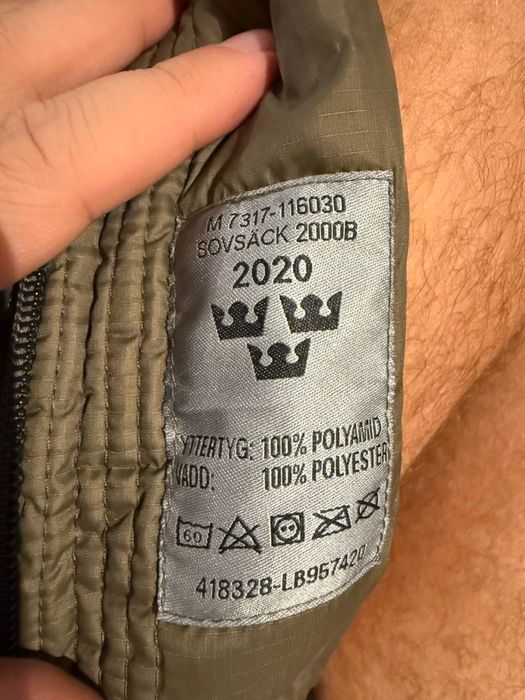 M 7317-116030
SOVSÄCK 2000B
2020
YTTERTYG: 100% POLYAMID
VADD: 100% POLYESTER
60
418328-LB957420